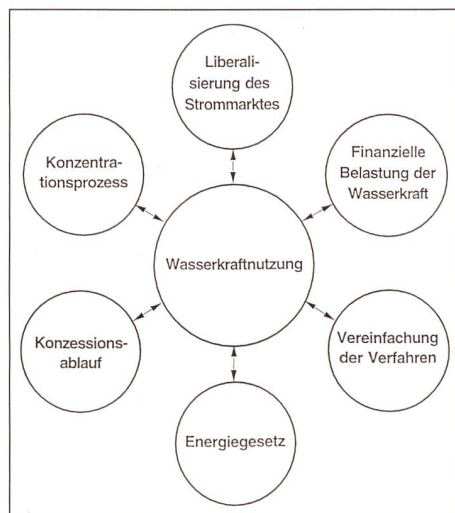 Liberali-
sierung des
Strommarktes
Konzentra-
tionsprozess
Finanzielle
Belastung der
Wasserkraft
Wasserkraftnutzung
Konzessions-
ablauf
Vereinfachung
der Verfahren
Energiegesetz